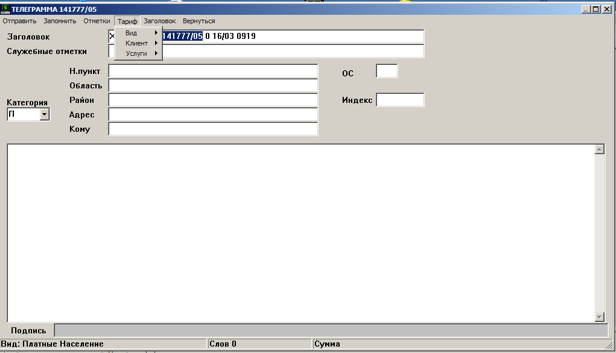 ТЕЛЕГРАММА 141777/05
Отправить Запомнить Отметки Тариф Заголовок Вернуться
Заголовок 141777/05 0 16/03 0919
Вид
Клиент
Услуги
Служебные отметки
Н.пункт
ОС
Область
Категория Район Индекс
П Адрес
Кому
Подпись
Вид: Платные Население Слов 0 Сумма